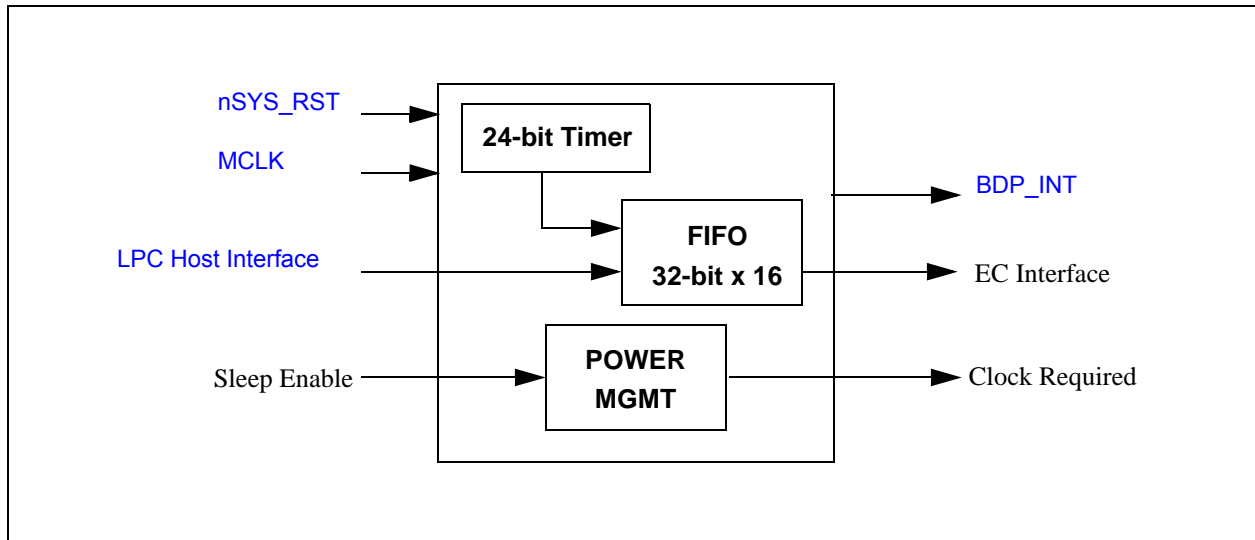 nSYS_RST
24-bit Timer
MCLK
BDP_INT
FIFO
32-bit x 16
LPC Host Interface
EC Interface
POWER
MGMT
Sleep Enable
Clock Required